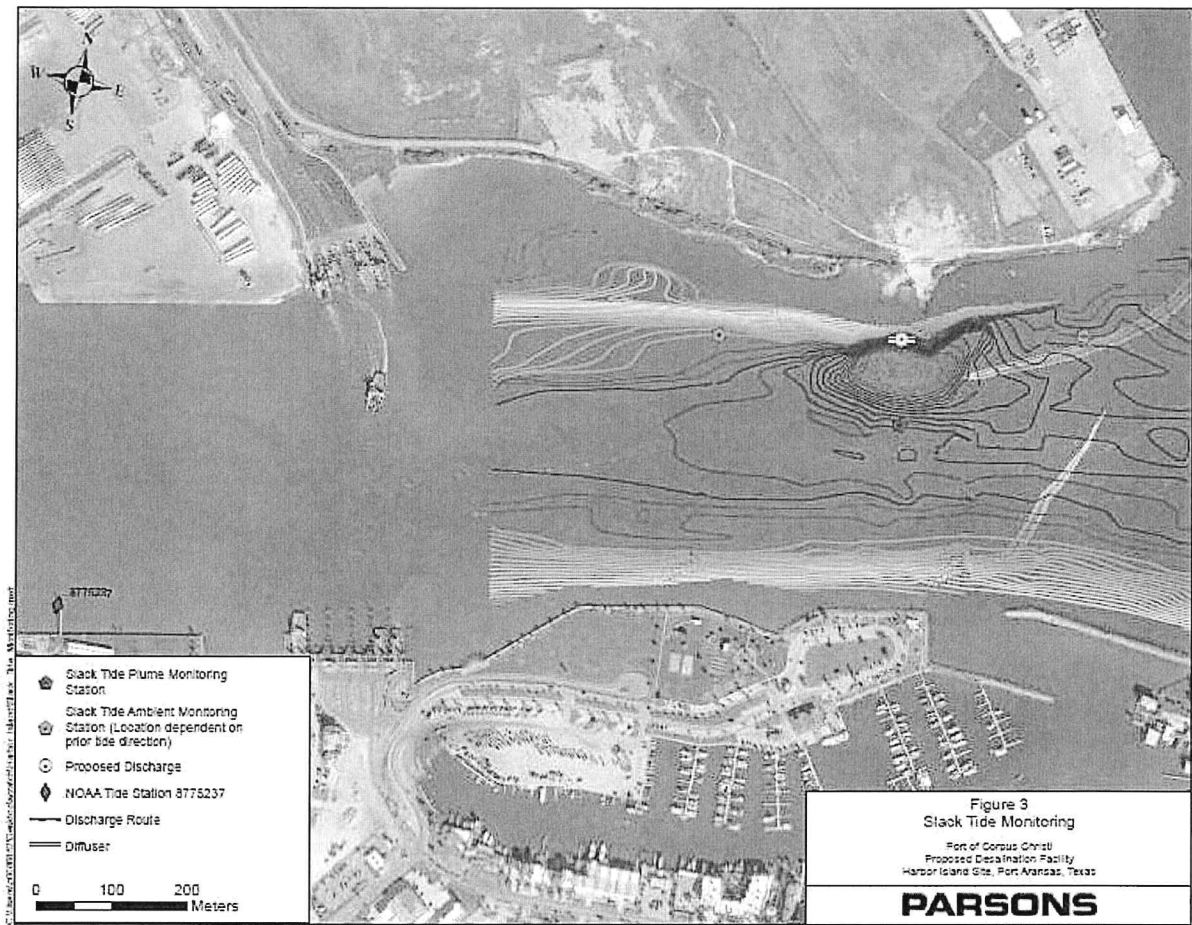 N
W
E
S
8775237
Slack Tide Plume Monitoring
Station
Slack Tide Ambient Monitoring
Station (Location dependent on
prior tide direction)
Proposed Discharge
NOAA Tide Station 8775237
Discharge Route
Diffuser
0 100 200
Meters
Figure 3
Slack Tide Monitoring
Port of Corpus Christi
Proposed Desalination Facility
Harbor Island Site, Port Aransas, Texas
PARSONS